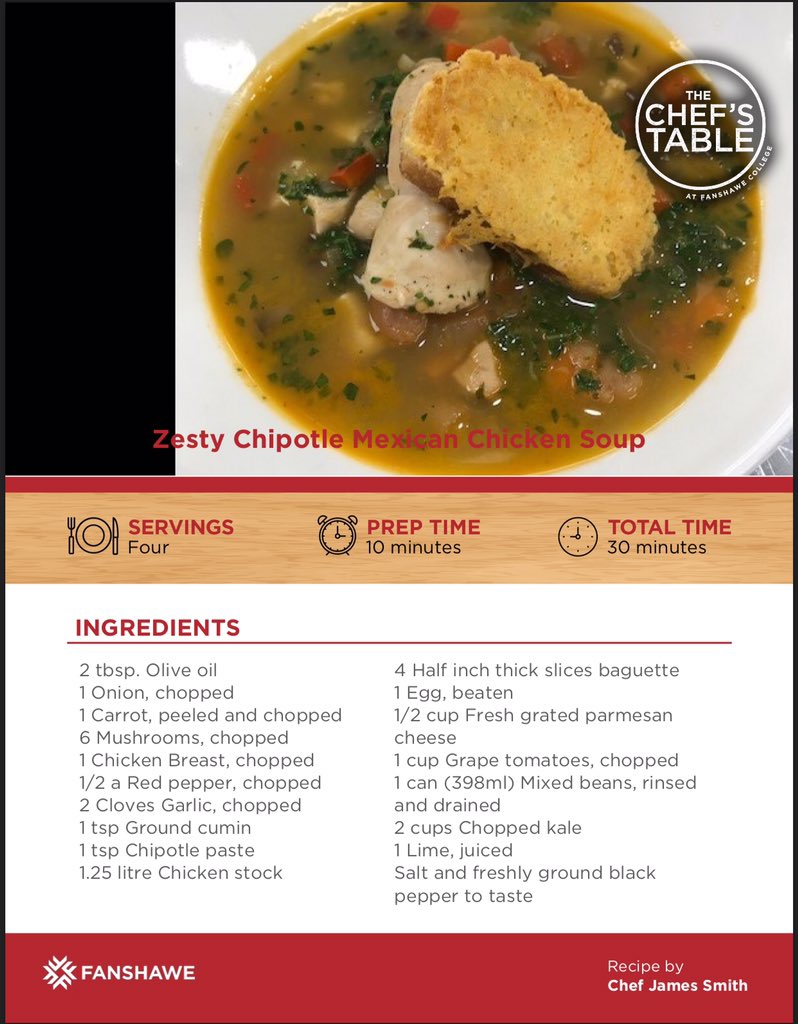 THE
CHEF'S
TABLE
AT FANSHAWE COLLEGE
Zesty Chipotle Mexican Chicken Soup
SERVINGS
Four
PREP TIME
10 minutes
TOTAL TIME
30 minutes
INGREDIENTS
2 tbsp. Olive oil
1 Onion, chopped
1 Carrot, peeled and chopped
6 Mushrooms, chopped
1 Chicken Breast, chopped
1/2 a Red pepper, chopped
2 Cloves Garlic, chopped
1 tsp Ground cumin
1 tsp Chipotle paste
1.25 litre Chicken stock
4 Half inch thick slices baguette
1 Egg, beaten
1/2 cup Fresh grated parmesan
cheese
1 cup Grape tomatoes, chopped
1 can (398ml) Mixed beans, rinsed
and drained
2 cups Chopped kale
1 Lime, juiced
Salt and freshly ground black
pepper to taste
FANSHAWE
Recipe by
Chef James Smith